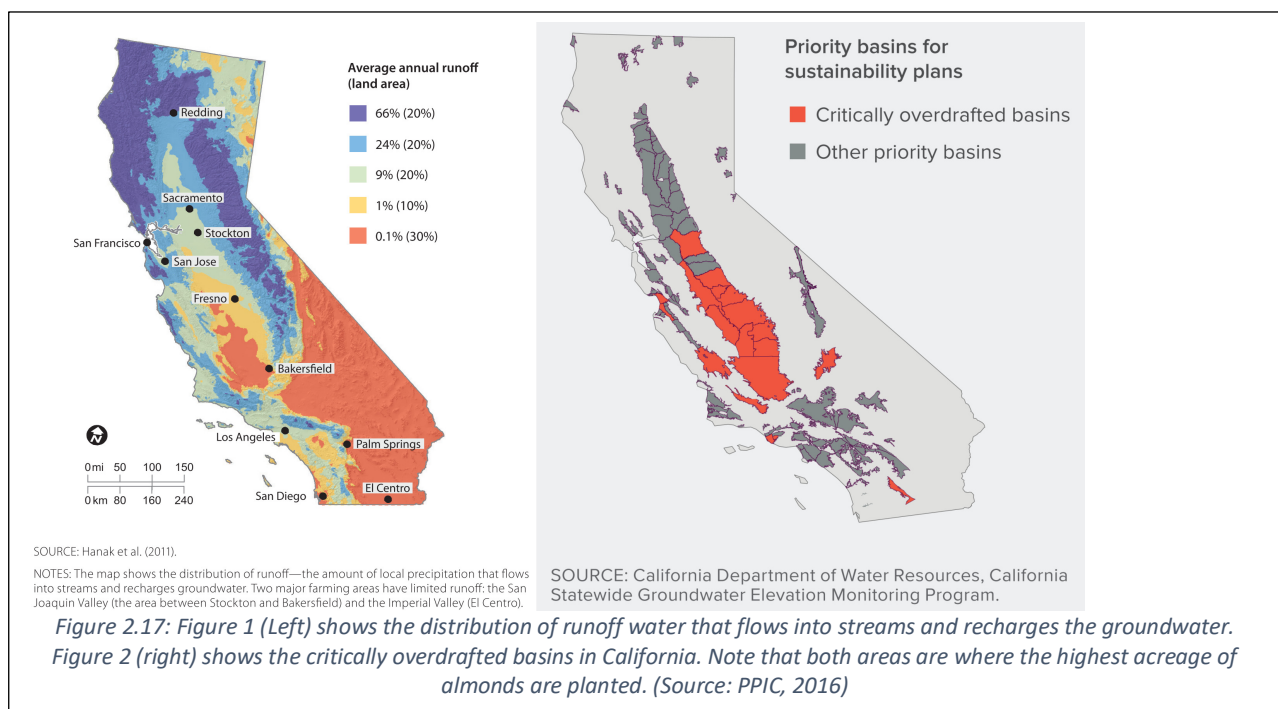 Average annual runoff
(land area)
66% (20%)
24% (20%)
9% (20%)
1% (10%)
0.1% (30%)
Redding
Sacramento
Stockton
San Francisco
San Jose
Fresno
Bakersfield
Los Angeles
Palm Springs
San Diego
El Centro
N
0 mi 50 100 150
0 km 80 160 240
SOURCE: Hanak et al. (2011).
NOTES: The map shows the distribution of runoff—the amount of local precipitation that flows
into streams and recharges groundwater. Two major farming areas have limited runoff: the San
Joaquin Valley (the area between Stockton and Bakersfield) and the Imperial Valley (El Centro).
Priority basins for
sustainability plans
Critically overdrafted basins
Other priority basins
SOURCE: California Department of Water Resources, California
Statewide Groundwater Elevation Monitoring Program.
Figure 2.17: Figure 1 (Left) shows the distribution of runoff water that flows into streams and recharges the groundwater.
Figure 2 (right) shows the critically overdrafted basins in California. Note that both areas are where the highest acreage of
almonds are planted. (Source: PPIC, 2016)